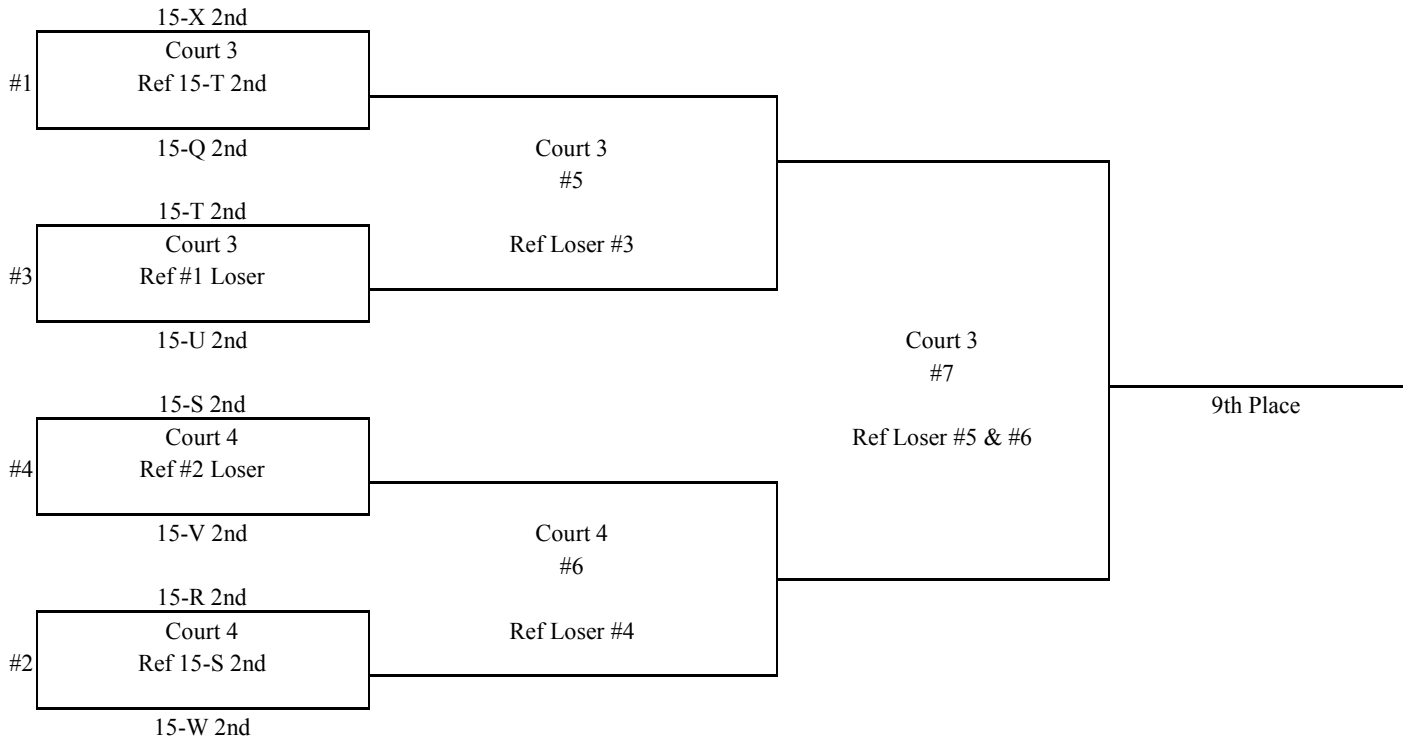 15-X 2nd
Court 3
#1
Ref 15-T 2nd
15-Q 2nd
Court 3
#5
Ref Loser #3
15-T 2nd
Court 3
#3
Ref #1 Loser
15-U 2nd
Court 3
#7
Ref Loser #5 & #6
9th Place
15-S 2nd
Court 4
#4
Ref #2 Loser
15-V 2nd
Court 4
#6
Ref Loser #4
15-R 2nd
Court 4
#2
Ref 15-S 2nd
15-W 2nd